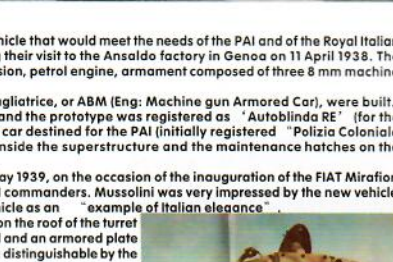 hicle that would meet the needs of the PAI and of the Royal Italian
their visit to the Ansaldo factory in Genoa on 11 April 1938. The
sion, petrol engine, armament composed of three 8 mm machine
gliatrice, or ABM (Eng: Machine gun Armored Car), were built.
and the prototype was registered as ‘Autoblinda RE’ (for the
car destined for the PAI (initially registered “Polizia Coloniale
nside the superstructure and the maintenance hatches on the
ay 1939, on the occasion of the inauguration of the FIAT Mirafiori
commanders. Mussolini was very impressed by the new vehicle
icle as an “example of Italian elegance”.
on the roof of the turret
and an armored plate
distinguishable by the